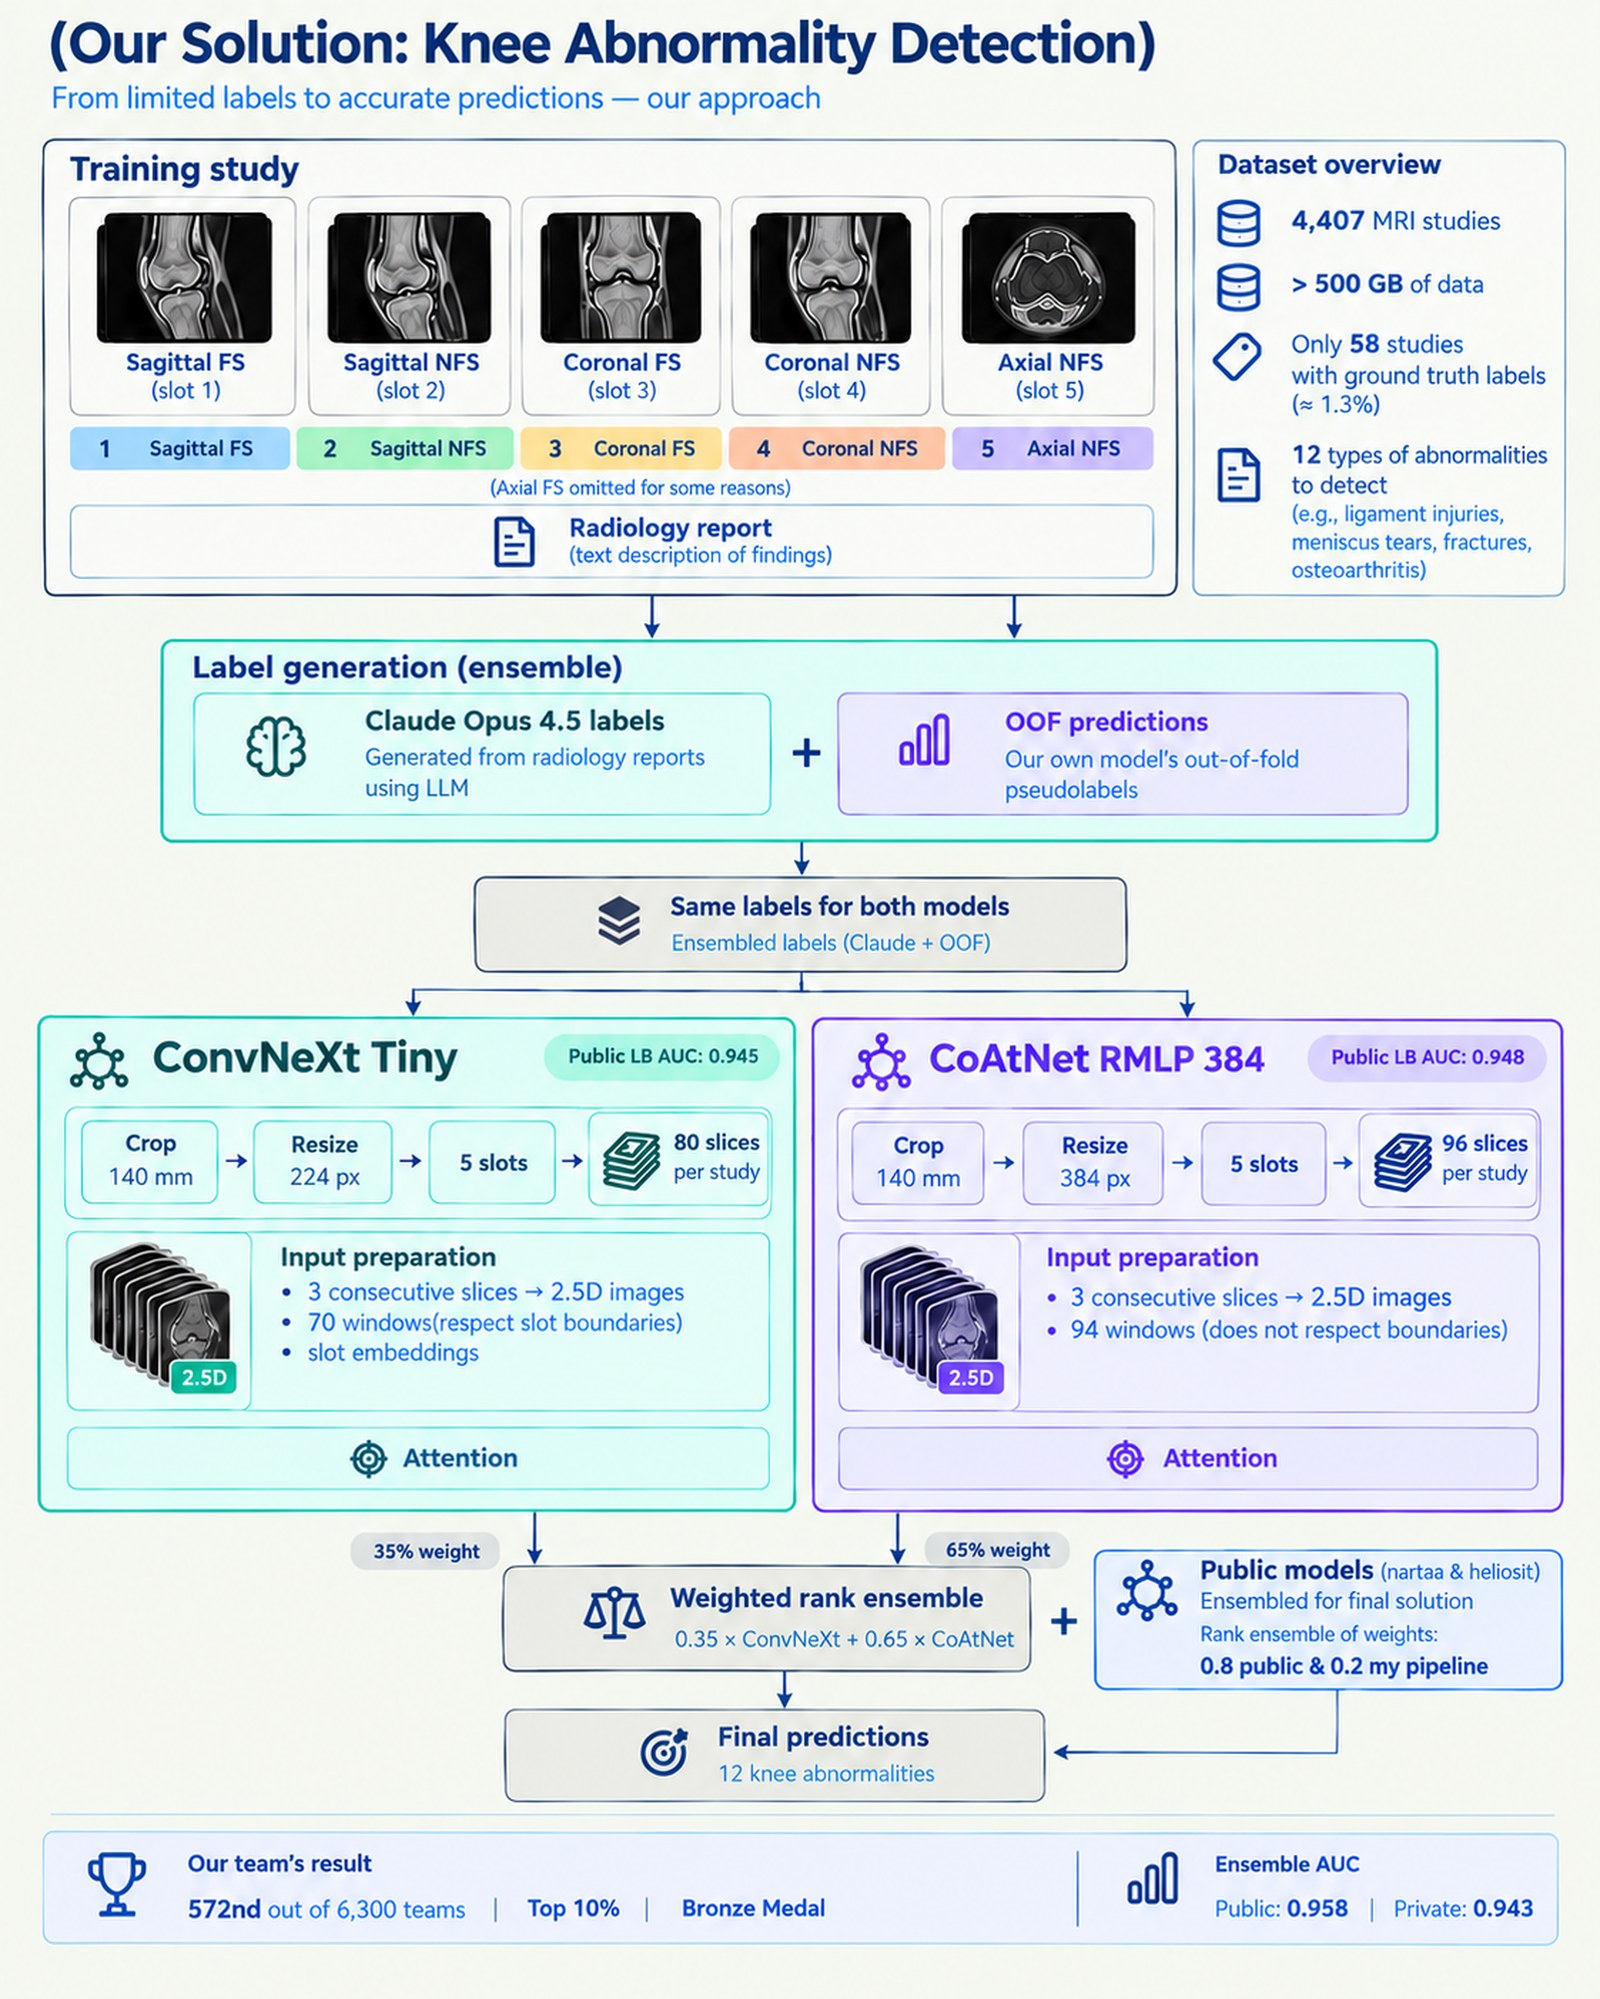 (Our Solution: Knee Abnormality Detection)
From limited labels to accurate predictions — our approach
Training study
Sagittal FS
(slot 1)
Sagittal NFS
(slot 2)
Coronal FS
(slot 3)
Coronal NFS
(slot 4)
Axial NFS
(slot 5)
1 Sagittal FS
2 Sagittal NFS
3 Coronal FS
4 Coronal NFS
5 Axial NFS
(Axial FS omitted for some reasons)
Radiology report
(text description of findings)
Dataset overview
4,407 MRI studies
> 500 GB of data
Only 58 studies
with ground truth labels
(≈ 1.3%)
12 types of abnormalities
to detect
(e.g., ligament injuries,
meniscus tears, fractures,
osteoarthritis)
Label generation (ensemble)
Claude Opus 4.5 labels
Generated from radiology reports
using LLM
+
OOF predictions
Our own model's out-of-fold
pseudolabels
Same labels for both models
Ensembled labels (Claude + OOF)
ConvNeXt Tiny
Public LB AUC: 0.945
Crop
140 mm
Resize
224 px
5 slots
80 slices
per study
2.5D
Input preparation
• 3 consecutive slices → 2.5D images
• 70 windows(respect slot boundaries)
• slot embeddings
Attention
CoAtNet RMLP 384
Public LB AUC: 0.948
Crop
140 mm
Resize
384 px
5 slots
96 slices
per study
2.5D
Input preparation
• 3 consecutive slices → 2.5D images
• 94 windows (does not respect boundaries)
Attention
35% weight
65% weight
Weighted rank ensemble
0.35 × ConvNeXt + 0.65 × CoAtNet
+
Public models (nartaa & heliosit)
Ensembled for final solution
Rank ensemble of weights:
0.8 public & 0.2 my pipeline
Final predictions
12 knee abnormalities
Our team's result
572nd out of 6,300 teams | Top 10% | Bronze Medal
Ensemble AUC
Public: 0.958 | Private: 0.943